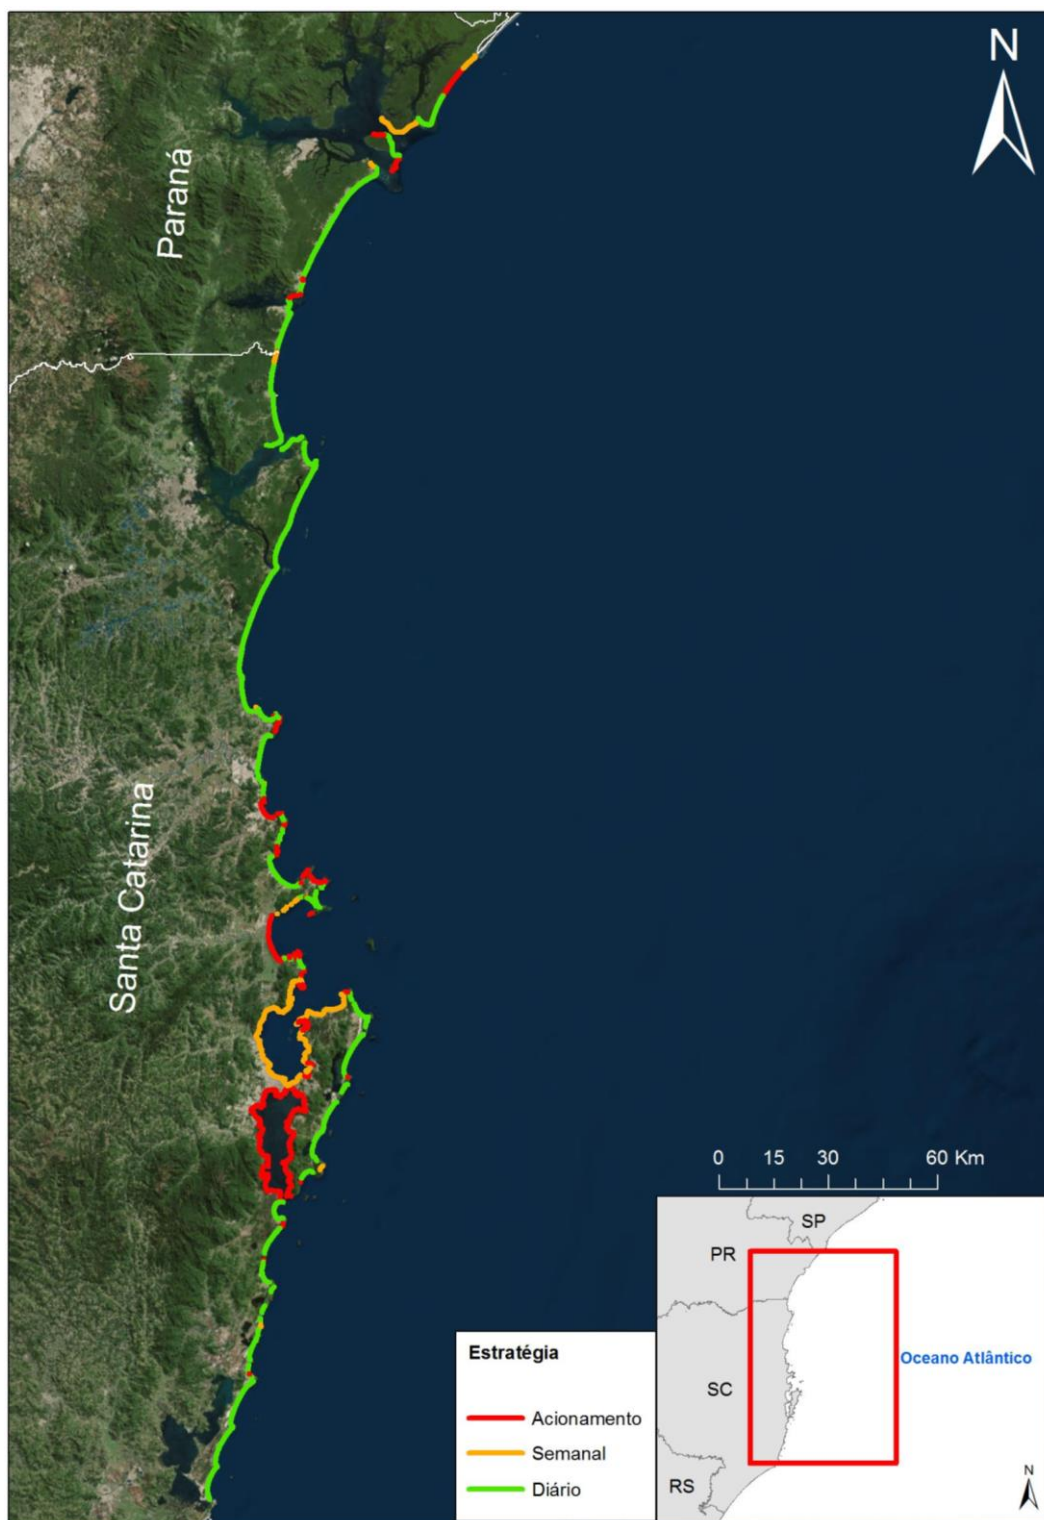 N
Paraná
Santa Catarina
0 15 30 60 Km
SP
PR
Oceano Atlântico
SC
RS
N
Estratégia
Acionamento
Semanal
Diário